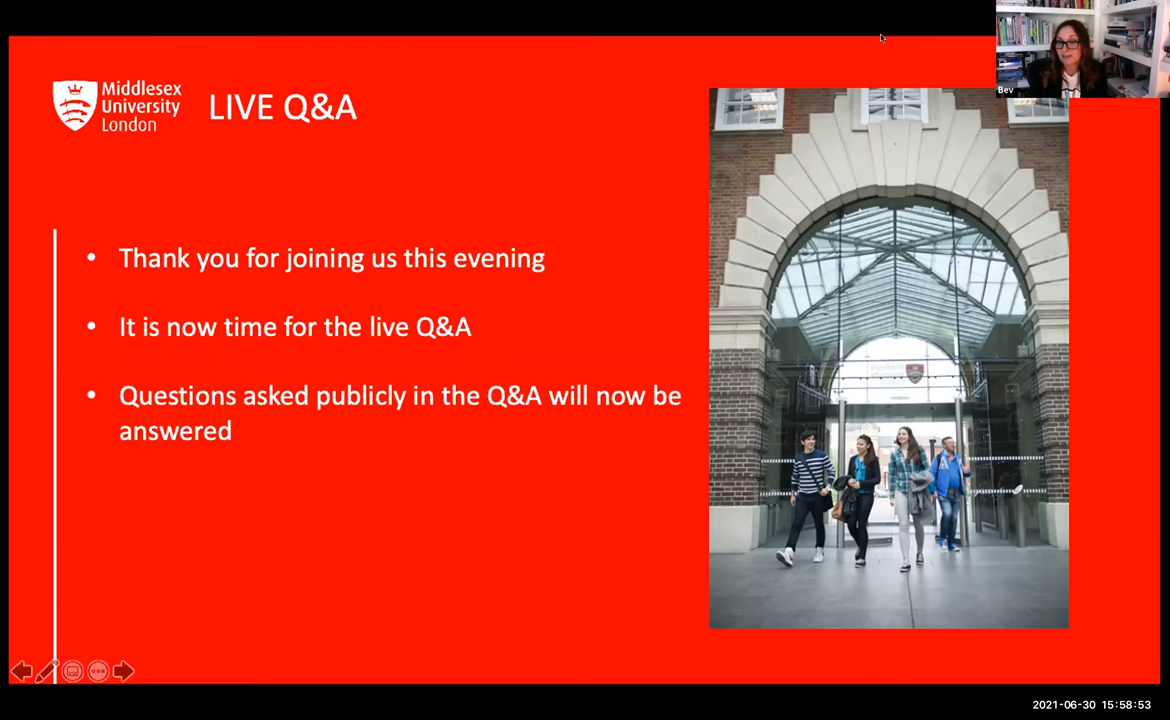 Middlesex
University
London
LIVE Q&A
Bev
• Thank you for joining us this evening
• It is now time for the live Q&A
• Questions asked publicly in the Q&A will now be
answered
2021-06-30 15:58:53